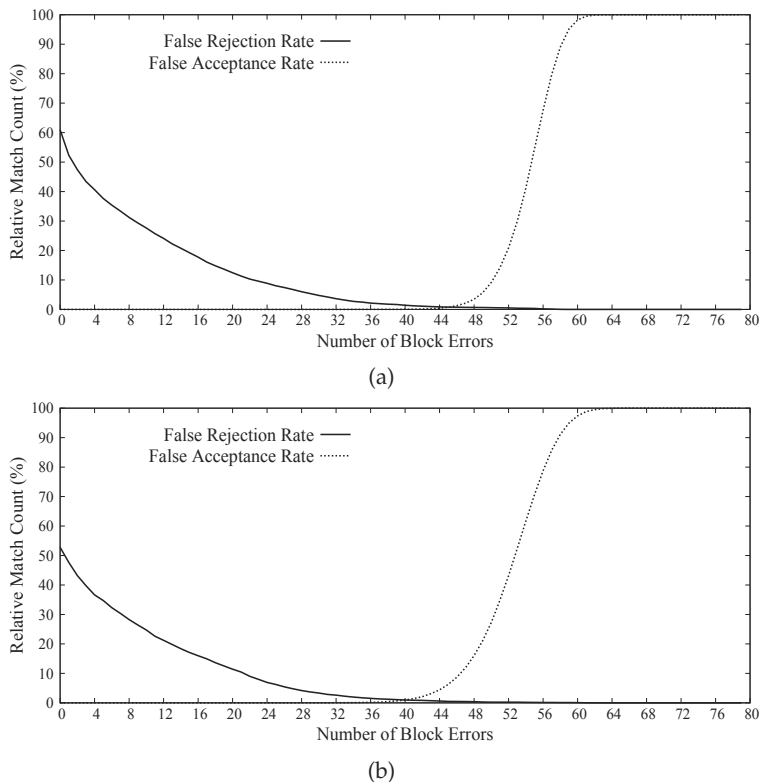 100
90
80
70
60
50
40
30
20
10
0
Relative Match Count (%)
False Rejection Rate
False Acceptance Rate
0 4 8 12 16 20 24 28 32 36 40 44 48 52 56 60 64 68 72 76 80
Number of Block Errors
(a)
100
90
80
70
60
50
40
30
20
10
0
Relative Match Count (%)
False Rejection Rate
False Acceptance Rate
0 4 8 12 16 20 24 28 32 36 40 44 48 52 56 60 64 68 72 76 80
Number of Block Errors
(b)